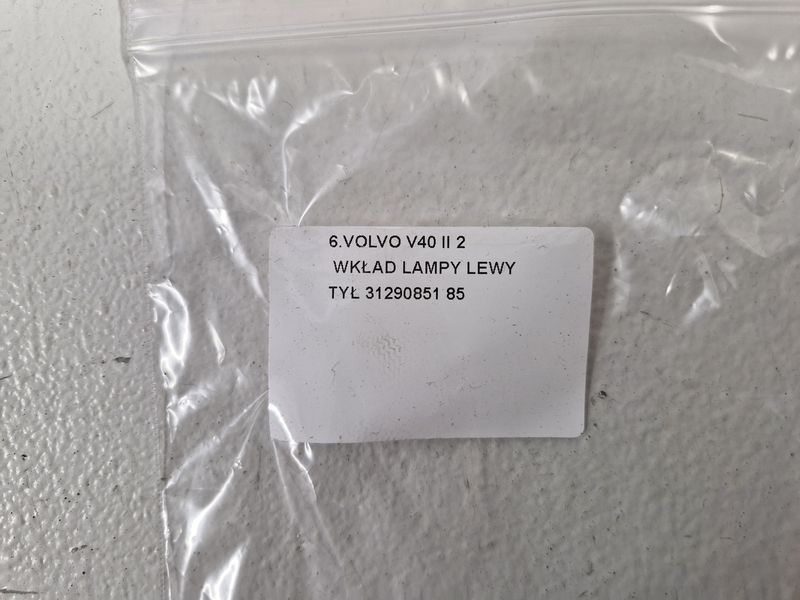 6.VOLVO V40 II 2
WKŁAD LAMPY LEWY
TYŁ 31290851 85